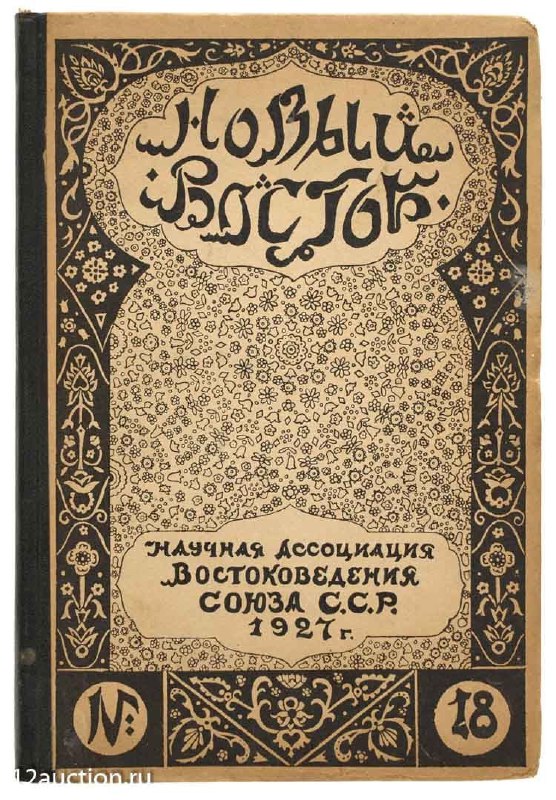 Новый
Восток
Научная Ассоциация
Востоковедения
Союза С.С.Р.
1927 г.
№:
18
12auction.ru